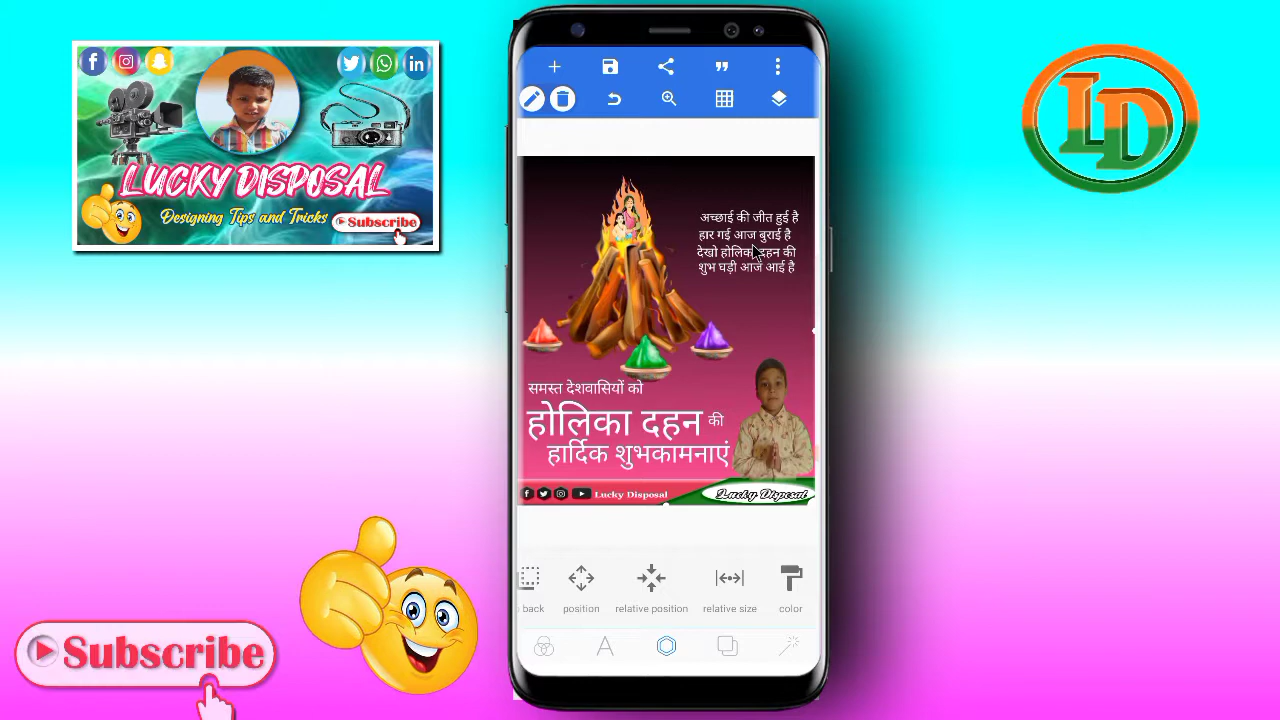 LUCKY DISPOSAL
Designing Tips and Tricks
Subscribe
LD
अच्छाई की जीत हुई है
हार गई आज बुराई है
देखो होलिका दहन की
शुभ घड़ी आज आई है
समस्त देशवासियों को
होलिका दहन की
हार्दिक शुभकामनाएं
Lucky Disposal
Lucky Disposal
back
position
relative position
relative size
color
Subscribe